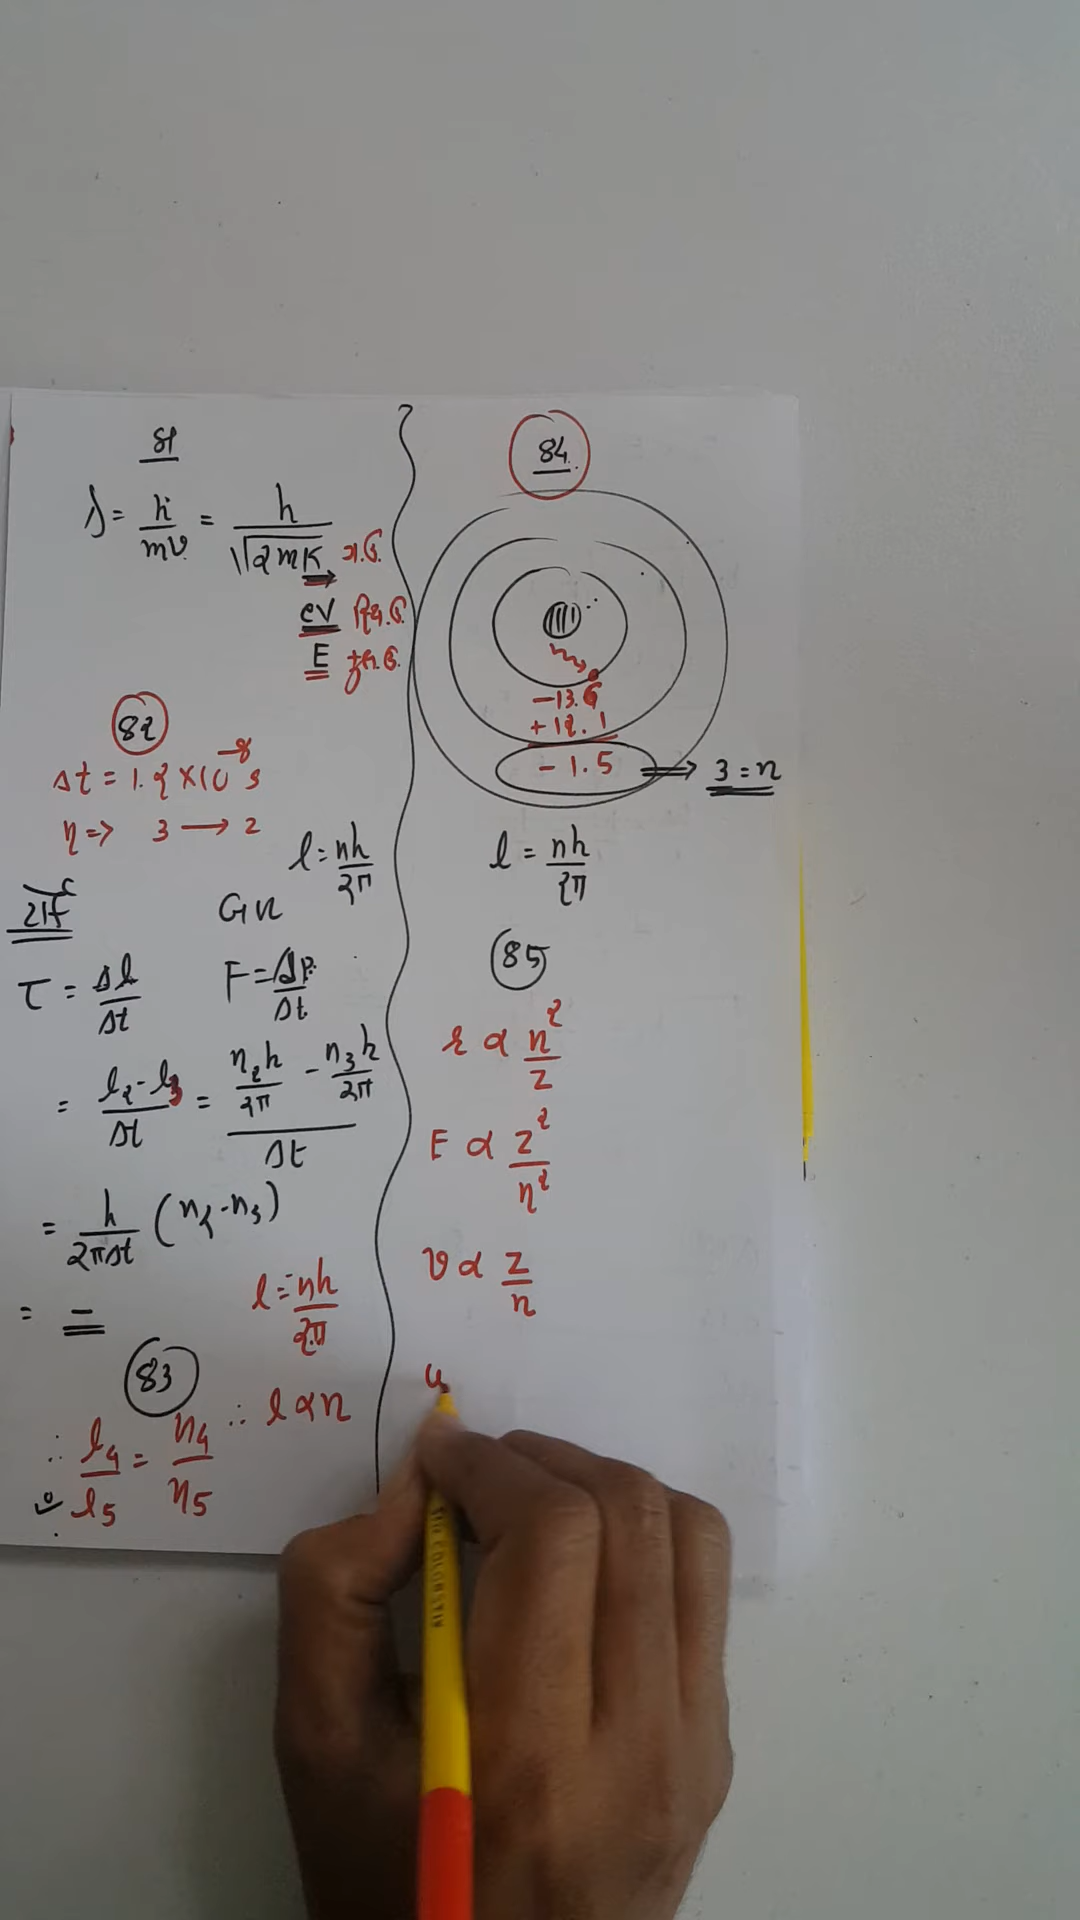 81
λ = h/mv = h/√2mK ગ.ઉ.
eV સ્થિ.ઉ.
E
82
Δt = 1.2 × 10⁻⁸ s
n => 3 → 2
l = nh/2π
Gn
τ = Δl/Δt F = Δp/Δt
= l₂ - l₃/Δt = n₂h/2π - n₃h/2π/Δt
= h/2πΔt (n₂ - n₃)
= –
l = nh/2π
83
∴ l ∝ n
∴ l₄/l₅ = n₄/n₅
84
-13.6
+12.1
-1.5 ⟹ 3 = n
l = nh/2π
85
r ∝ n²/z
E ∝ z²/n²
v ∝ z/n